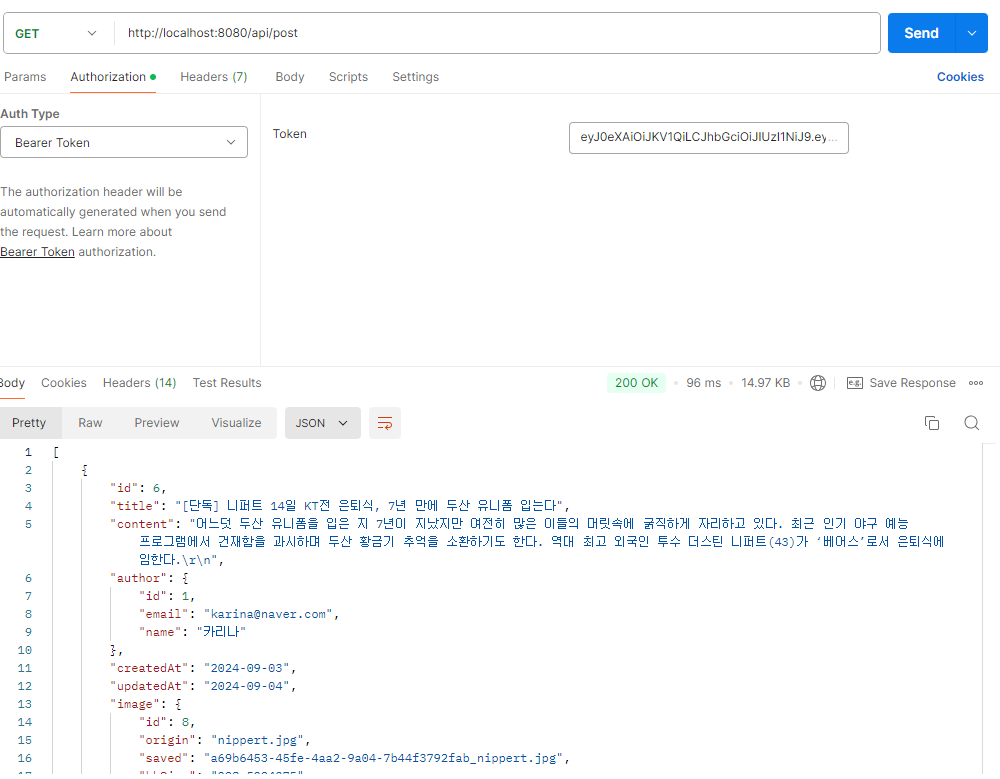 GET http://localhost:8080/api/post Send
Params Authorization Headers (7) Body Scripts Settings Cookies
Auth Type
Bearer Token
Token eyJ0eXAiOiJKV1QiLCJhbGciOiJIUzI1NiJ9.ey...
The authorization header will be
automatically generated when you send
the request. Learn more about
Bearer Token authorization.
Body Cookies Headers (14) Test Results 200 OK 96 ms 14.97 KB e.g. Save Response
Pretty Raw Preview Visualize JSON
1 [
2 {
3 "id": 6,
4 "title": "[단독] 니퍼트 14일 KT전 은퇴식, 7년 만에 두산 유니폼 입는다",
5 "content": "어느덧 두산 유니폼을 입은 지 7년이 지났지만 여전히 많은 이들의 머릿속에 굵직하게 자리하고 있다. 최근 인기 야구 예능
프로그램에서 건재함을 과시하며 두산 황금기 추억을 소환하기도 한다. 역대 최고 외국인 투수 더스틴 니퍼트(43)가 ‘베어스’로서 은퇴식에
임한다.\r\n",
6 "author": {
7 "id": 1,
8 "email": "karina@naver.com",
9 "name": "카리나"
10 },
11 "createdAt": "2024-09-03",
12 "updatedAt": "2024-09-04",
13 "image": {
14 "id": 8,
15 "origin": "nippert.jpg",
16 "saved": "a69b6453-45fe-4aa2-9a04-7b44f3792fab_nippert.jpg",